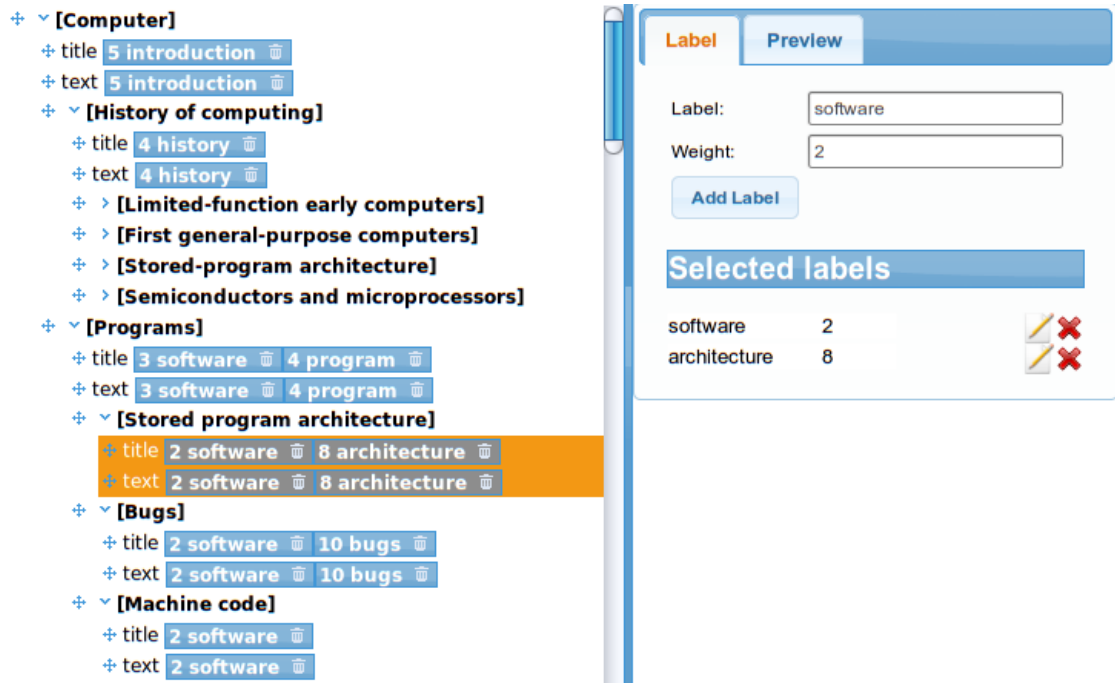 [Computer]
title 5 introduction
text 5 introduction
[History of computing]
title 4 history
text 4 history
[Limited-function early computers]
[First general-purpose computers]
[Stored-program architecture]
[Semiconductors and microprocessors]
[Programs]
title 3 software 4 program
text 3 software 4 program
[Stored program architecture]
title 2 software 8 architecture
text 2 software 8 architecture
[Bugs]
title 2 software 10 bugs
text 2 software 10 bugs
[Machine code]
title 2 software
text 2 software
Label Preview
Label: software
Weight: 2
Add Label
Selected labels
software 2
architecture 8